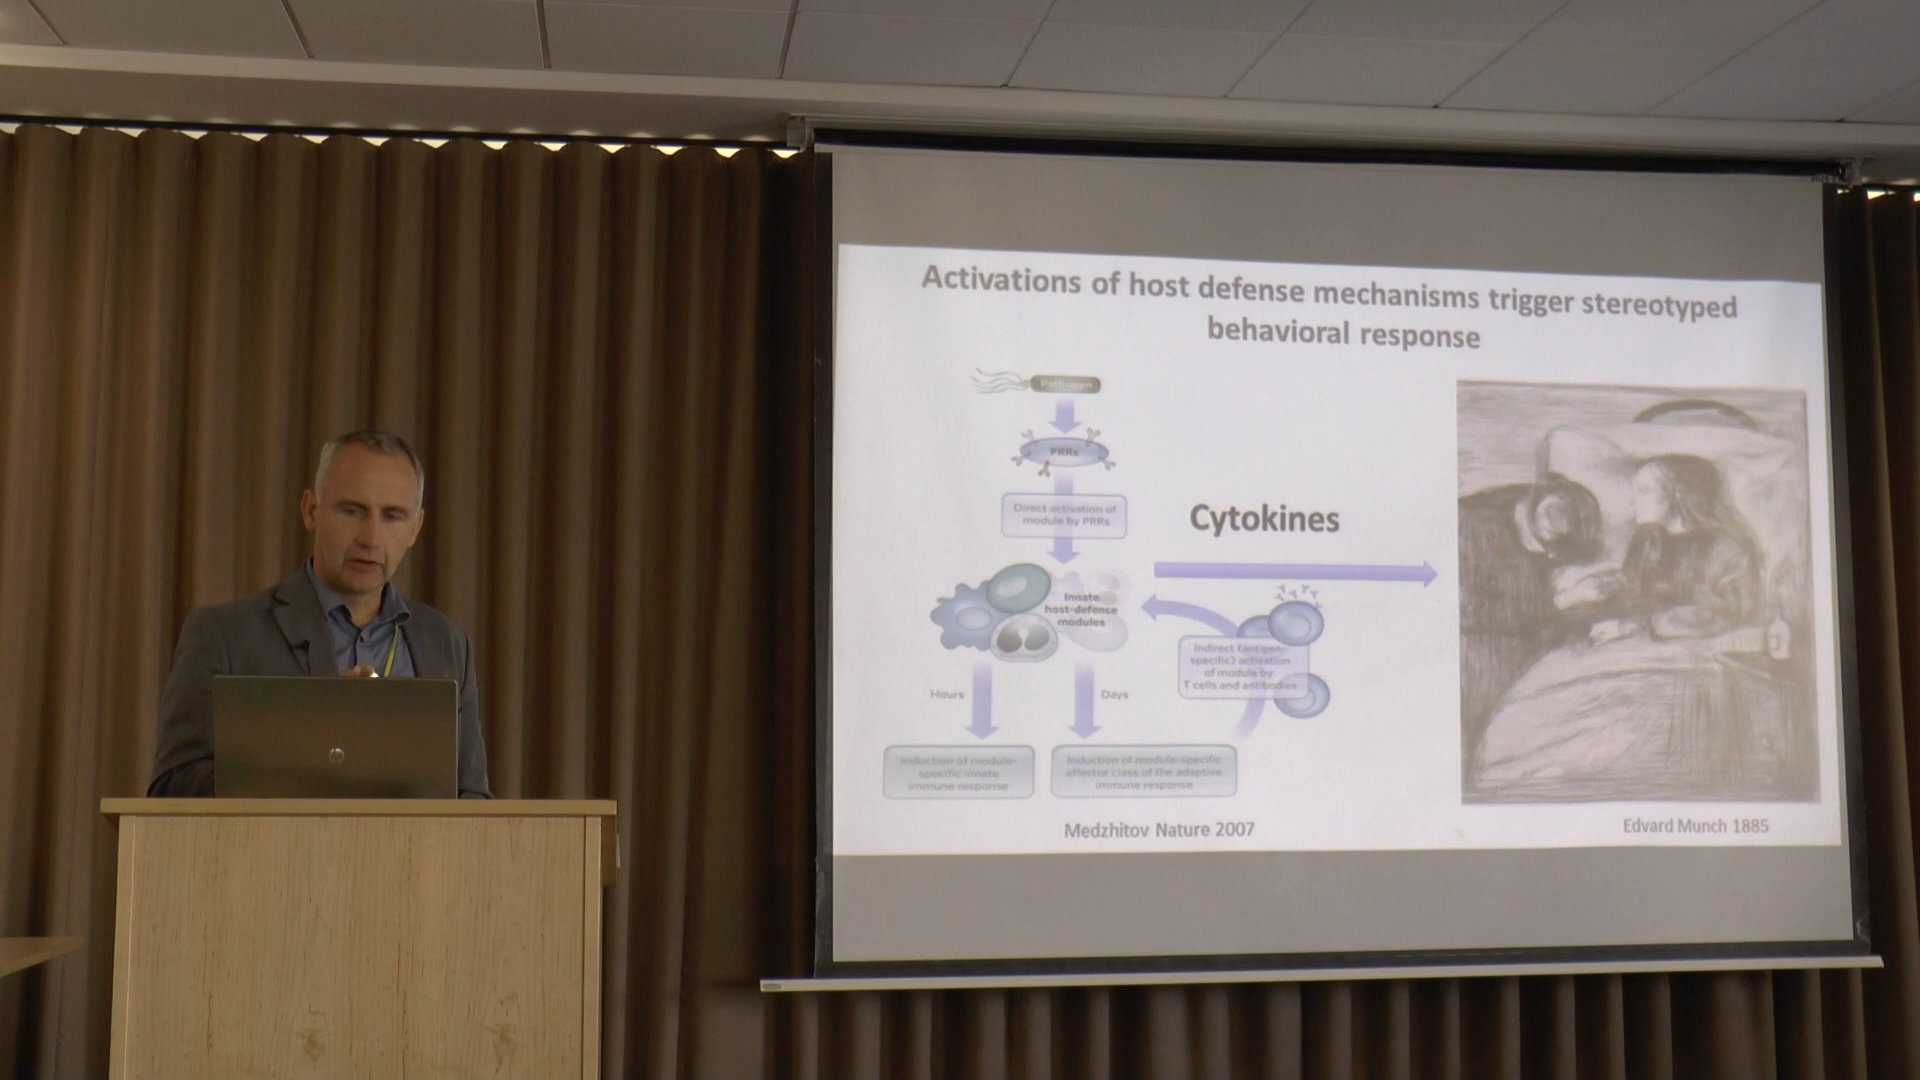 Activations of host defense mechanisms trigger stereotyped
behavioral response
Pathogen
PRRs
Direct activation of
module by PRRs
Cytokines
Innate
host-defence
modules
Indirect (antigen-
specific) activation
of module by
T cells and antibodies
Hours
Days
Induction of module-
specific innate
immune response
Induction of module-specific
effector class of the adaptive
immune response
Medzhitov Nature 2007
Edvard Munch 1885
hp